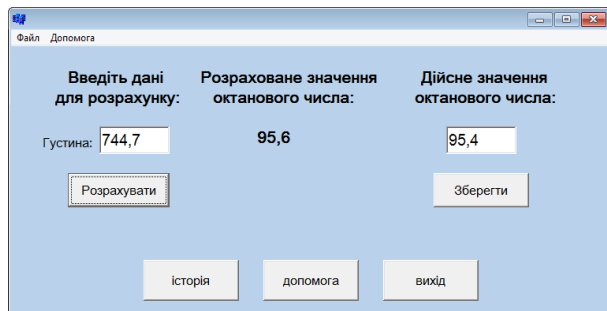 Файл Допомога
Введіть дані Розраховане значення Дійсне значення
для розрахунку: октанового числа: октанового числа:
Густина: 744,7 95,6 95,4
Розрахувати Зберегти
історія допомога вихід